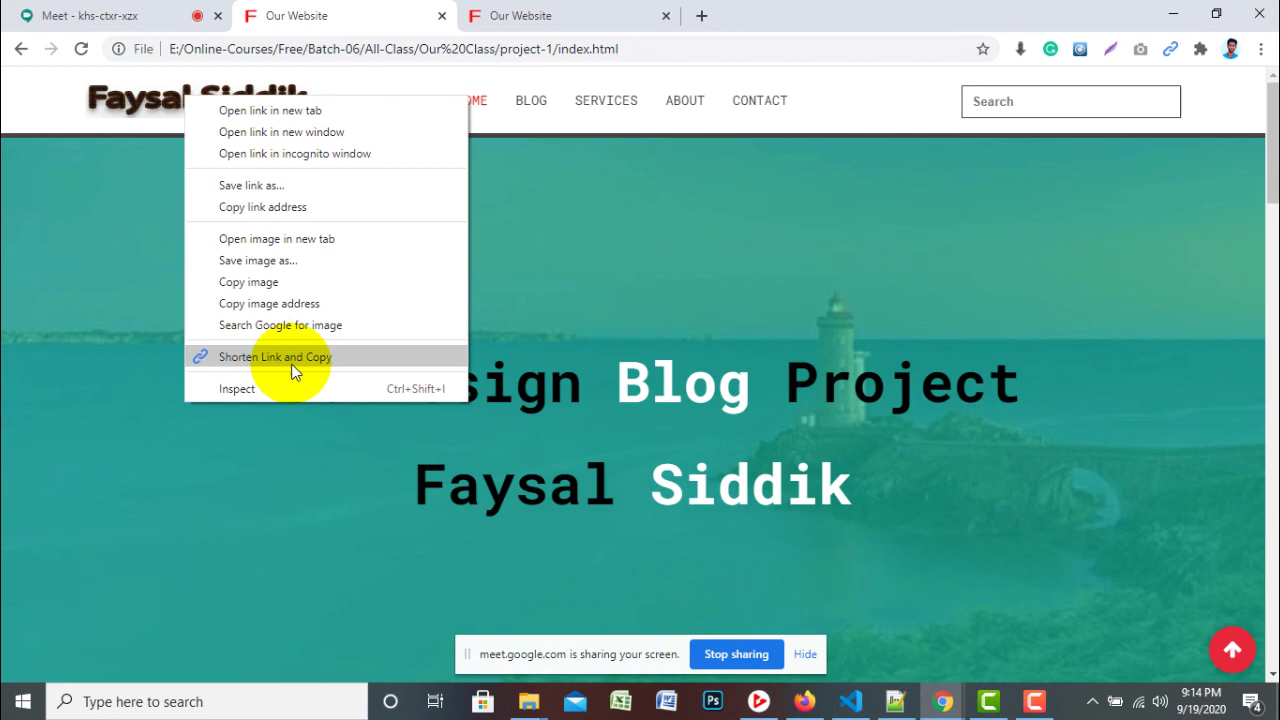 Meet - khs-ctxr-xzx
Our Website
Our Website
File
E:/Online-Courses/Free/Batch-06/All-Class/Our%20Class/project-1/index.html
Faysal Siddik
OME
BLOG
SERVICES
ABOUT
CONTACT
Search
Open link in new tab
Open link in new window
Open link in incognito window
Save link as...
Copy link address
Open image in new tab
Save image as...
Copy image
Copy image address
Search Google for image
Shorten Link and Copy
Inspect
Ctrl+Shift+I
sign Blog Project
Faysal Siddik
meet.google.com is sharing your screen.
Stop sharing
Hide
Type here to search
Ps
9:14 PM
9/19/2020
4